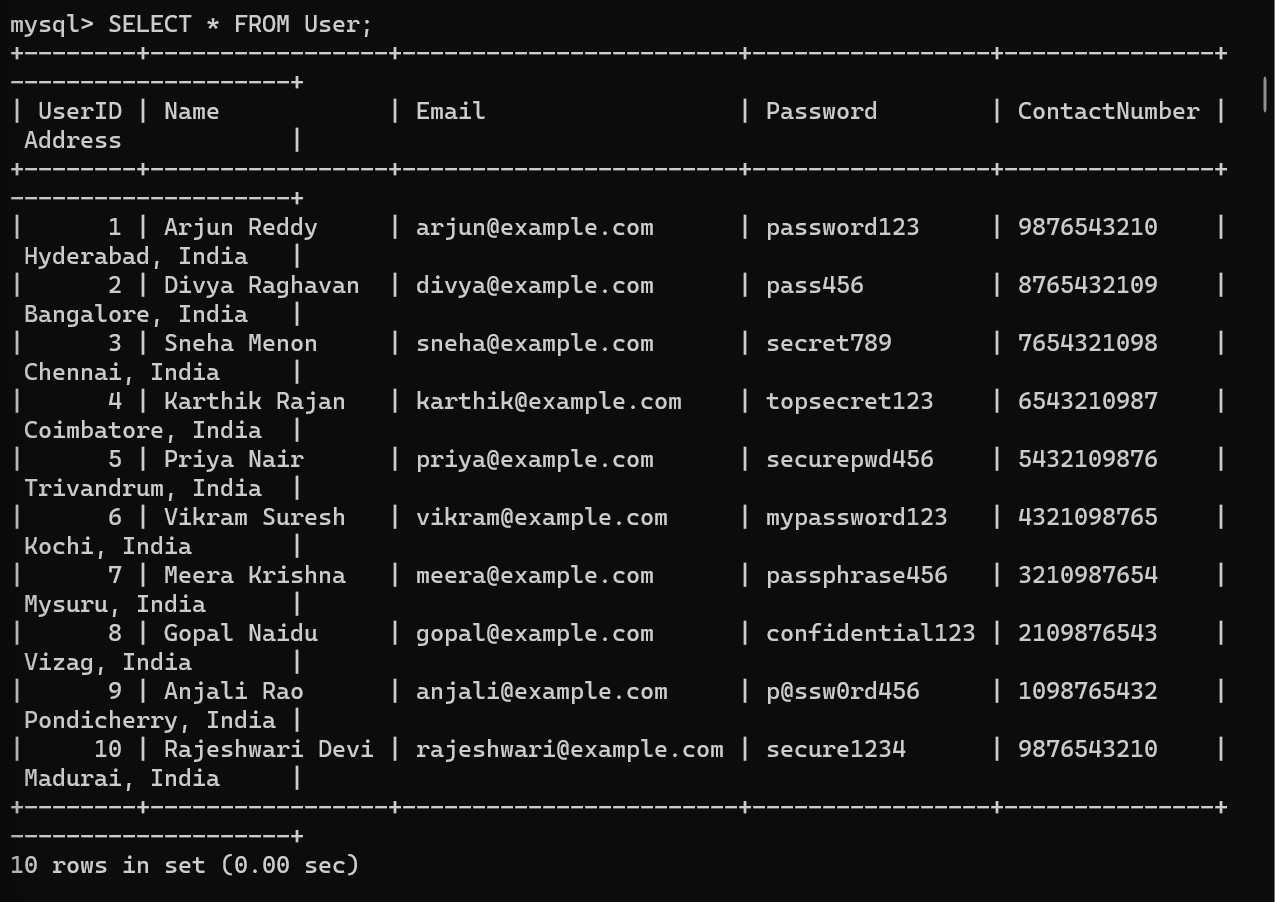 mysql> SELECT * FROM User;
+--------+-----------------+-------------------------+-----------------+---------------+
--------------------+
| UserID | Name            | Email                   | Password        | ContactNumber |
 Address            |
+--------+-----------------+-------------------------+-----------------+---------------+
--------------------+
|      1 | Arjun Reddy     | arjun@example.com       | password123     | 9876543210    |
 Hyderabad, India   |
|      2 | Divya Raghavan  | divya@example.com       | pass456         | 8765432109    |
 Bangalore, India   |
|      3 | Sneha Menon     | sneha@example.com       | secret789       | 7654321098    |
 Chennai, India     |
|      4 | Karthik Rajan   | karthik@example.com     | topsecret123    | 6543210987    |
 Coimbatore, India  |
|      5 | Priya Nair      | priya@example.com       | securepwd456    | 5432109876    |
 Trivandrum, India  |
|      6 | Vikram Suresh   | vikram@example.com      | mypassword123   | 4321098765    |
 Kochi, India       |
|      7 | Meera Krishna   | meera@example.com       | passphrase456   | 3210987654    |
 Mysuru, India      |
|      8 | Gopal Naidu     | gopal@example.com       | confidential123 | 2109876543    |
 Vizag, India       |
|      9 | Anjali Rao      | anjali@example.com      | p@ssw0rd456     | 1098765432    |
 Pondicherry, India |
|     10 | Rajeshwari Devi | rajeshwari@example.com | secure1234      | 9876543210    |
 Madurai, India     |
+--------+-----------------+-------------------------+-----------------+---------------+
--------------------+
10 rows in set (0.00 sec)